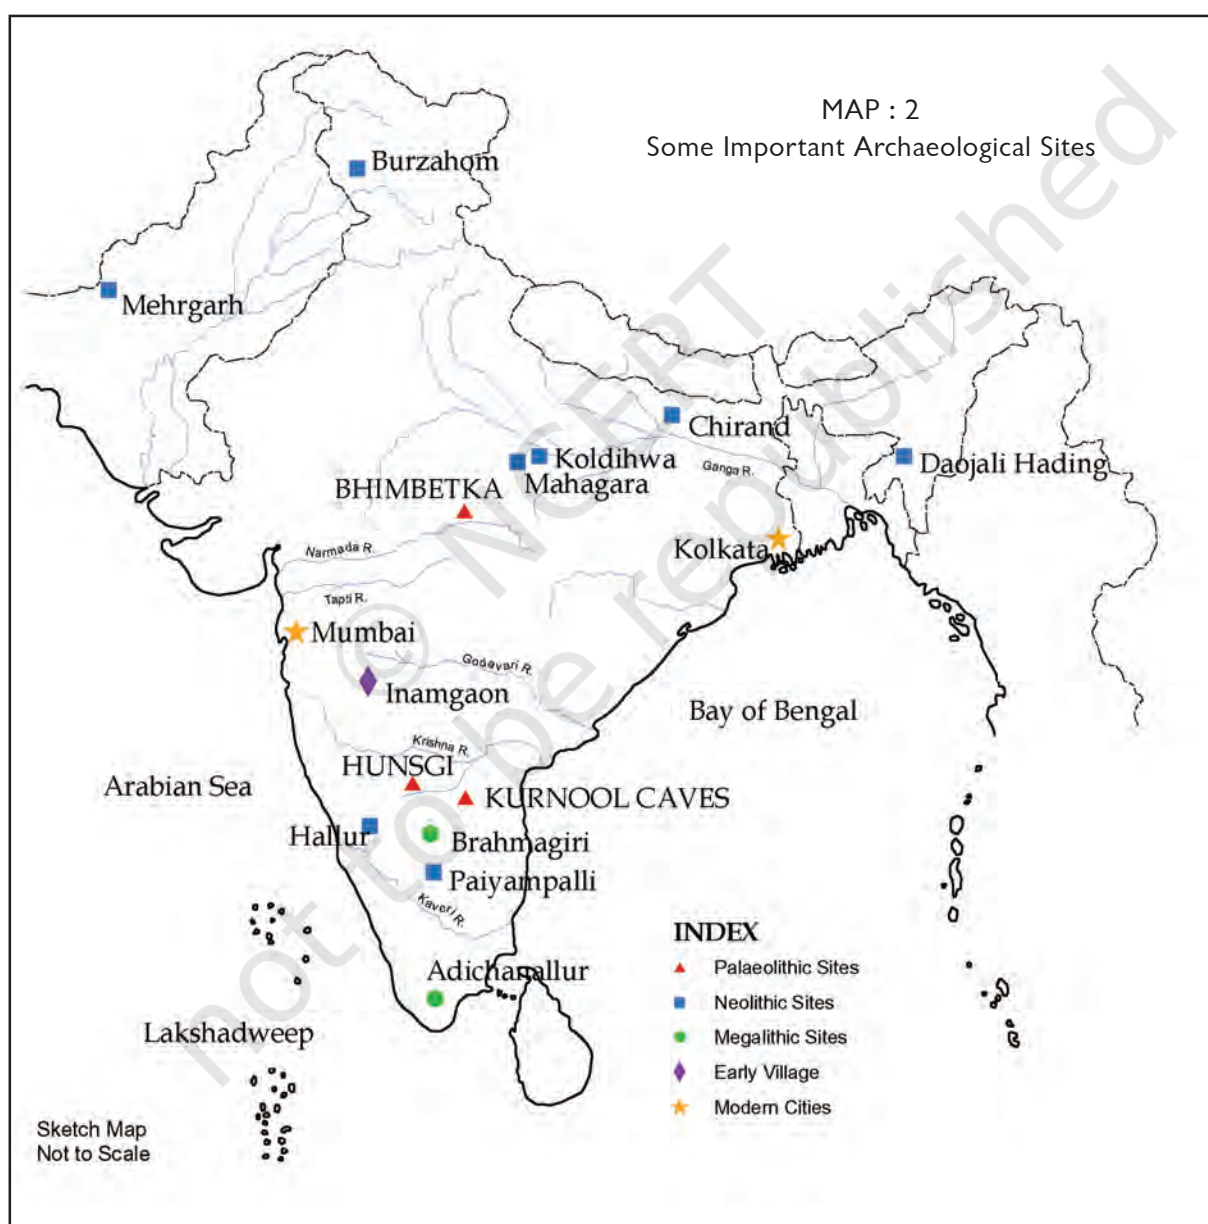 MAP : 2
Some Important Archaeological Sites
Burzahom
Mehrgarh
Chirand
Koldihwa
Mahagara
Ganga R.
Daojali Hading
BHIMBETKA
Narmada R.
Kolkata
Tapti R.
Mumbai
Godavari R.
Inamgaon
Bay of Bengal
Krishna R.
HUNSGI
Arabian Sea
KURNOOL CAVES
Hallur
Brahmagiri
Paiyampalli
Kaveri R.
Adichanallur
Lakshadweep
INDEX
Palaeolithic Sites
Neolithic Sites
Megalithic Sites
Early Village
Modern Cities
Sketch Map
Not to Scale
© NCERT
not to be republished